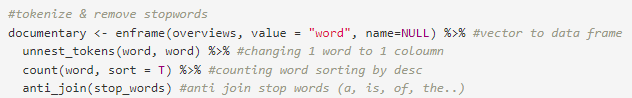 #tokenize & remove stopwords
documentary <- enframe(overviews, value = "word", name=NULL) %>% #vector to data frame
unnest_tokens(word, word) %>% #changing 1 word to 1 coloumn
count(word, sort = T) %>% #counting word sorting by desc
anti_join(stop_words) #anti join stop words (a, is, of, the..)